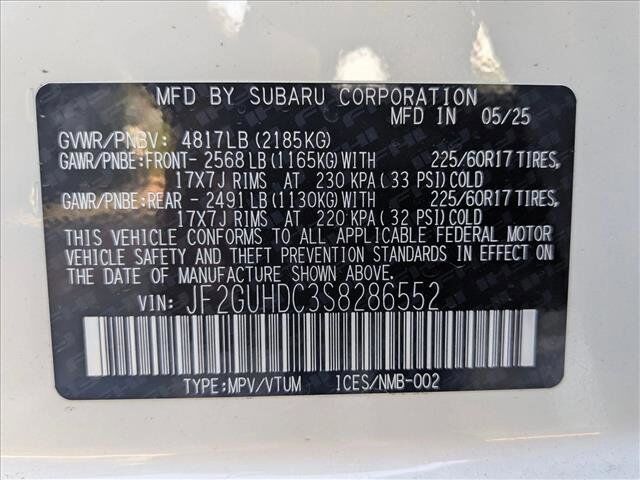 MFD BY SUBARU CORPORATION
MFD IN 05/25
GVWR/PNBV: 4817LB (2185KG)
GAWR/PNBE:FRONT- 2568 LB (1165KG) WITH 225/60R17 TIRES,
17X7J RIMS AT 230 KPA (33 PSI) COLD
GAWR/PNBE:REAR - 2491 LB (1130KG) WITH 225/60R17 TIRES,
17X7J RIMS AT 220 KPA (32 PSI) COLD
THIS VEHICLE CONFORMS TO ALL APPLICABLE FEDERAL MOTOR
VEHICLE SAFETY AND THEFT PREVENTION STANDARDS IN EFFECT ON
THE DATE OF MANUFACTURE SHOWN ABOVE.
VIN: JF2GUHDC3S8286552
TYPE:MPV/VTUM ICES/NMB-002